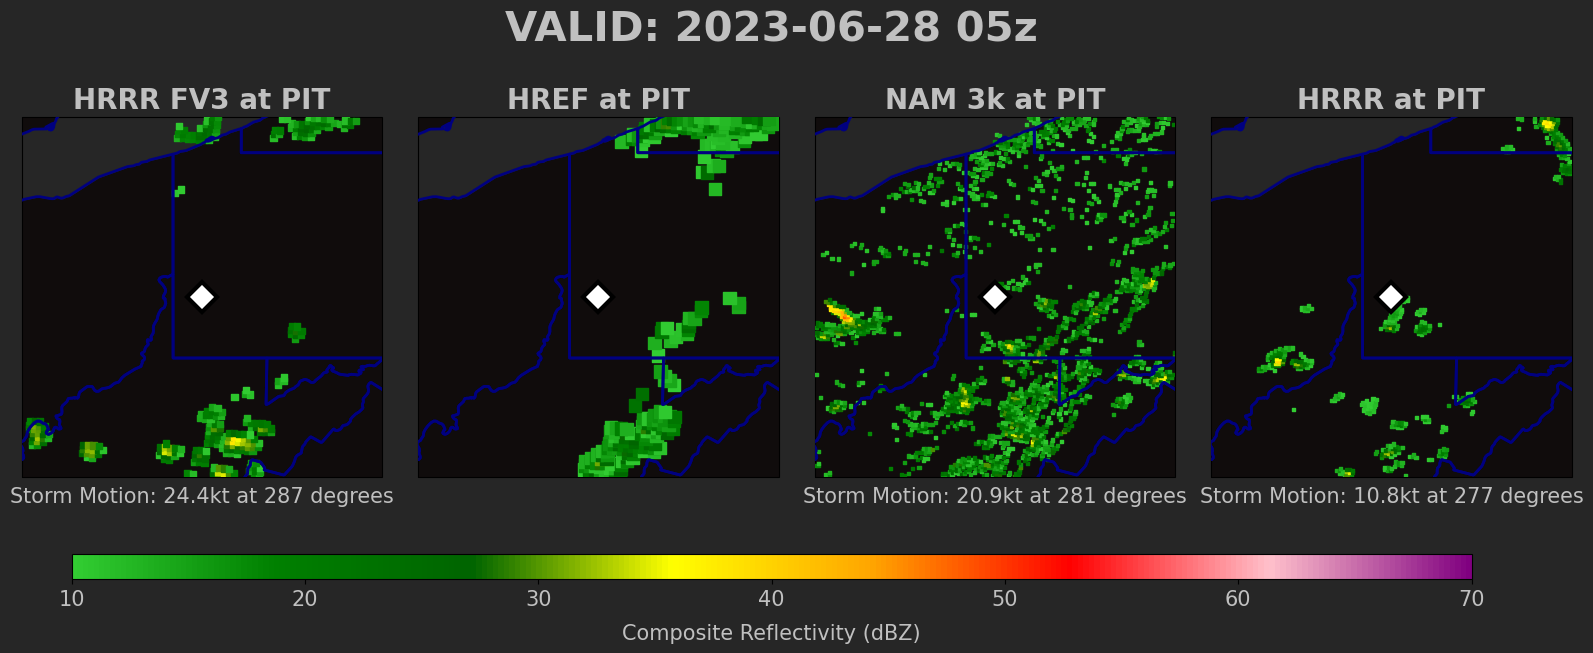 VALID: 2023-06-28 05z
HRRR FV3 at PIT
HREF at PIT
NAM 3k at PIT
HRRR at PIT
Storm Motion: 24.4kt at 287 degrees
Storm Motion: 20.9kt at 281 degrees
Storm Motion: 10.8kt at 277 degrees
10 20 30 40 50 60 70
Composite Reflectivity (dBZ)